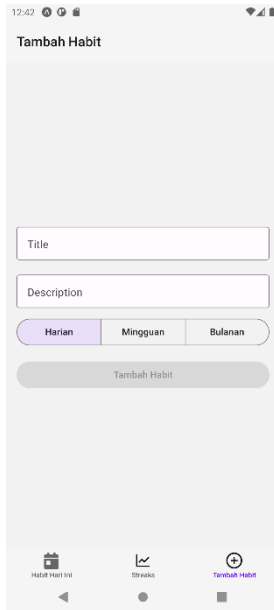 12:42
Tambah Habit
Title
Description
Harian Mingguan Bulanan
Tambah Habit
Habit Hari Ini Streaks Tambah Habit